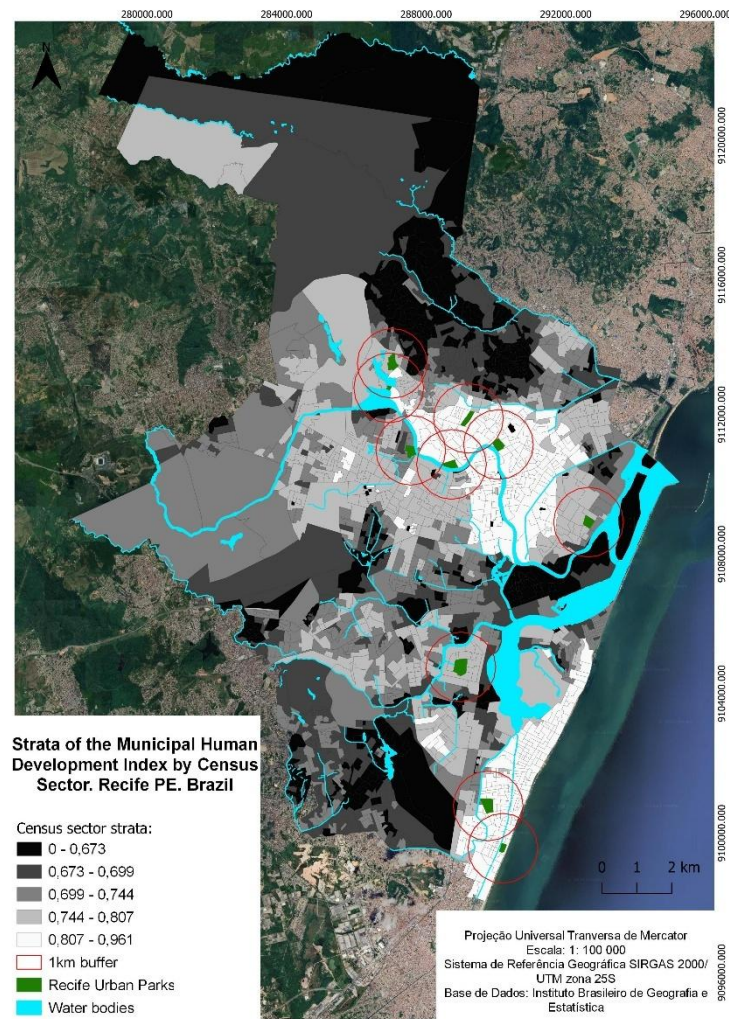 280000.000 284000.000 288000.000 292000.000 296000.000
N
9120000.000
9116000.000
9112000.000
9108000.000
9104000.000
9100000.000
9096000.000
Strata of the Municipal Human
Development Index by Census
Sector. Recife PE. Brazil
Census sector strata:
0 - 0,673
0,673 - 0,699
0,699 - 0,744
0,744 - 0,807
0,807 - 0,961
1km buffer
Recife Urban Parks
Water bodies
0 1 2 km
Projeção Universal Tranversa de Mercator
Escala: 1: 100 000
Sistema de Referência Geográfica SIRGAS 2000/
UTM zona 25S
Base de Dados: Instituto Brasileiro de Geografia e
Estatística